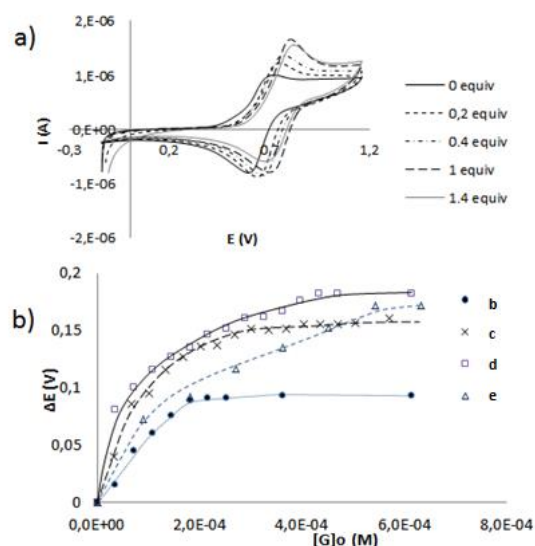 a)
2,E-06
1,E-06
0,E+00
-1,E-06
-2,E-06
I (A)
-0,3
0,2
0,7
1,2
E (V)
0 equiv
0,2 equiv
0.4 equiv
1 equiv
1.4 equiv
b)
0,2
0,15
0,1
0,05
0
ΔE (V)
0,0E+00
2,0E-04
4,0E-04
6,0E-04
8,0E-04
[G]o (M)
b
c
d
e